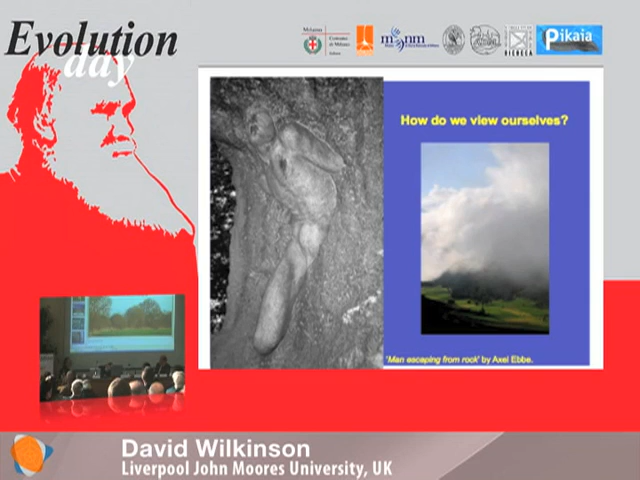 Evolution
day
Pikaia
How do we view ourselves?
'Man escaping from rock' by Axel Ebbe.
David Wilkinson
Liverpool John Moores University, UK